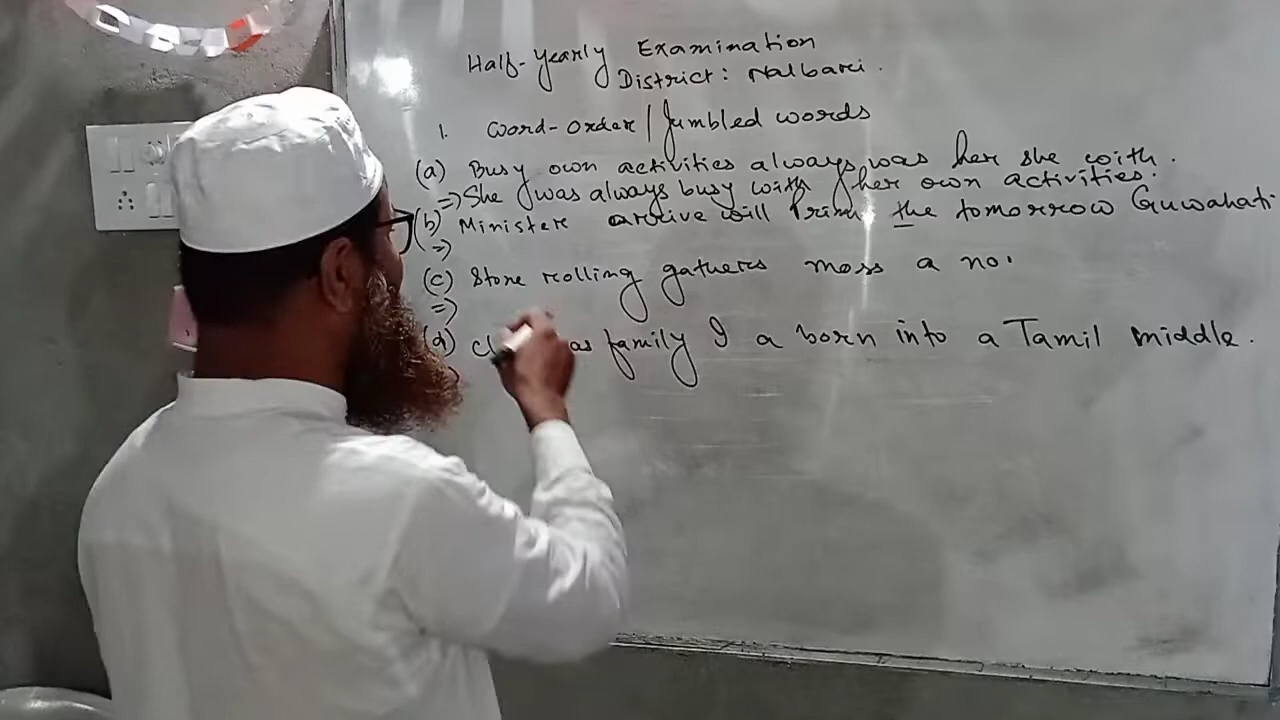 Half-Yearly Examination
District: Nalbari.
1. Word-Order / Jumbled words
(a) Busy own activities always was her she with.
=> She was always busy with her own activities.
(b) Minister arrive will Prim the tomorrow Guwahati
=>
(c) Stone rolling gathers moss a no.
=>
(d) family I a born into a Tamil middle.